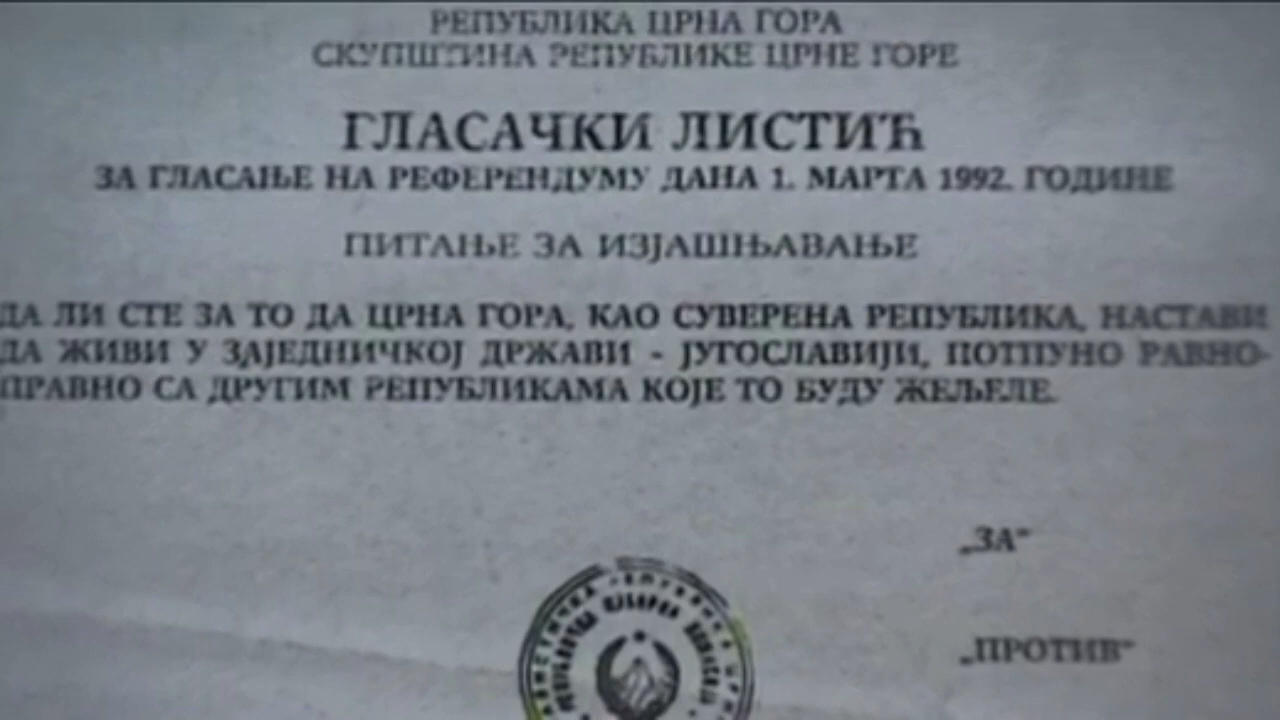 РЕПУБЛИКА ЦРНА ГОРА
СКУПШТИНА РЕПУБЛИКЕ ЦРНЕ ГОРЕ
ГЛАСАЧКИ ЛИСТИЋ
ЗА ГЛАСАЊЕ НА РЕФЕРЕНДУМУ ДАНА 1. МАРТА 1992. ГОДИНЕ
ПИТАЊЕ ЗА ИЗЈАШЊАВАЊЕ
ДА ЛИ СТЕ ЗА ТО ДА ЦРНА ГОРА, КАО СУВЕРЕНА РЕПУБЛИКА, НАСТАВИ
ДА ЖИВИ У ЗАЈЕДНИЧКОЈ ДРЖАВИ - ЈУГОСЛАВИЈИ, ПОТПУНО РАВНО-
ПРАВНО СА ДРУГИМ РЕПУБЛИКАМА КОЈЕ ТО БУДУ ЖЕЉЕЛЕ.
„ЗА"
„ПРОТИВ"